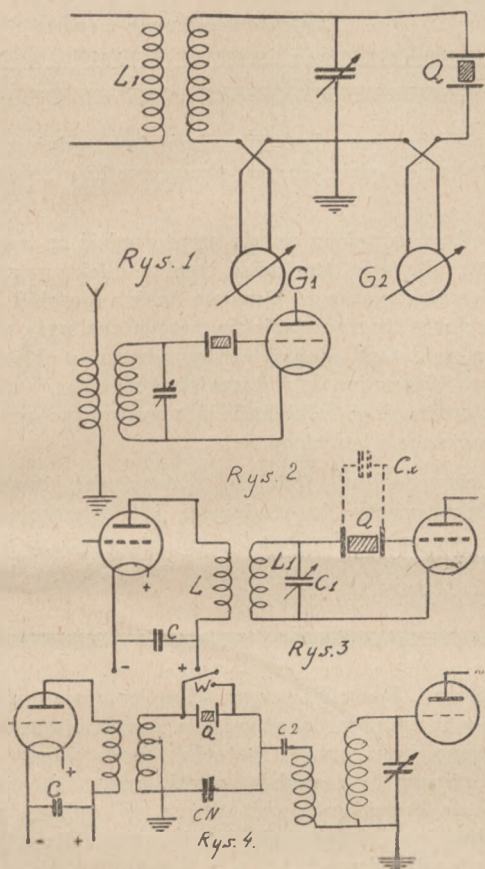 L1
Q
Rys. 1
G1
G2
Rys. 2
Cx
Q
L
L1
C1
+
C
- +
Rys. 3
W
Q
C2
+
C
CN
- +
Rys. 4.